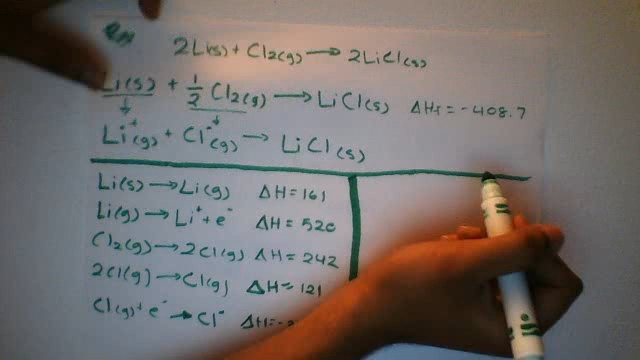 2Li(s) + Cl₂(g) → 2LiCl(s)
Li(s) + 1/2 Cl₂(g) → LiCl(s) ΔHf = -408.7
Li⁺(g) + Cl⁻(g) → LiCl(s)
Li(s) → Li(g) ΔH = 161
Li(g) → Li⁺ + e⁻ ΔH = 520
Cl₂(g) → 2Cl(g) ΔH = 242
2Cl(g) → Cl(g) ΔH = 121
Cl(g) + e⁻ → Cl⁻ ΔH = -